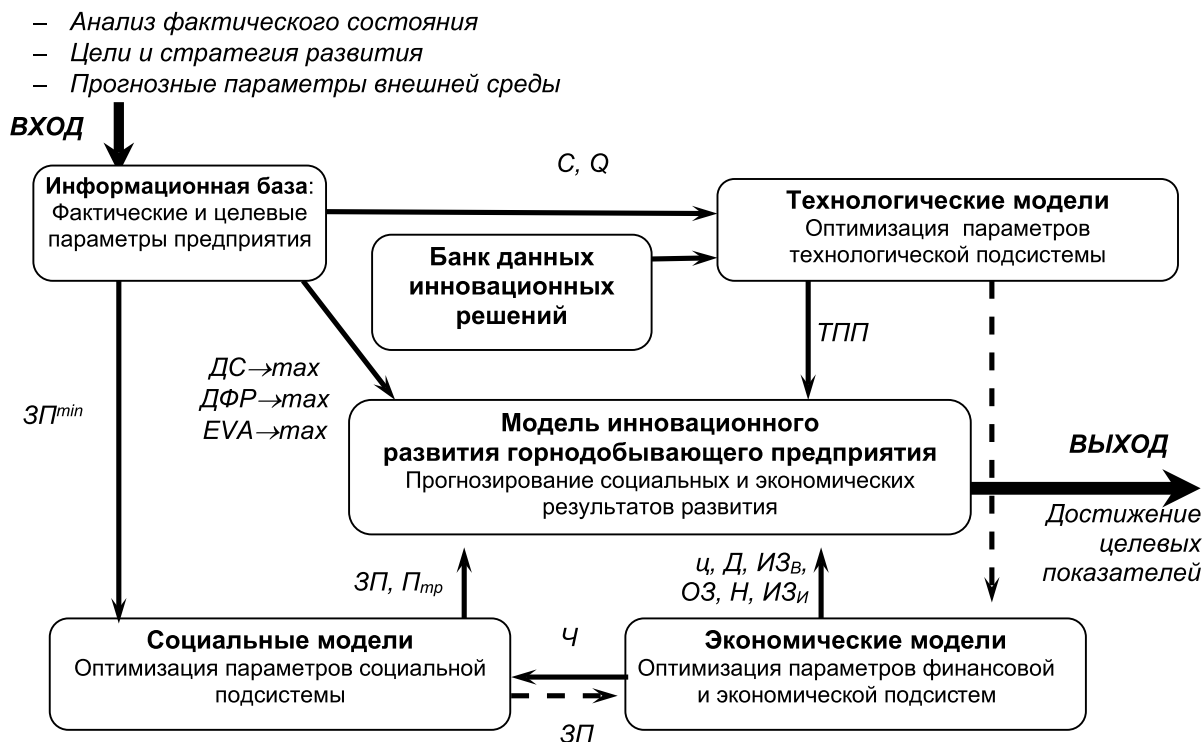 – Анализ фактического состояния
– Цели и стратегия развития
– Прогнозные параметры внешней среды
ВХОД
C, Q
Информационная база:
Фактические и целевые
параметры предприятия
Технологические модели
Оптимизация параметров
технологической подсистемы
Банк данных
инновационных
решений
ТПП
ДС→max
ДФР→max
EVA→max
ЗПmin
Модель инновационного
развития горнодобывающего предприятия
Прогнозирование социальных и экономических
результатов развития
ВЫХОД
Достижение
целевых
показателей
ЗП, Птр
ц, Д, ИЗВ,
ОЗ, Н, ИЗИ
Социальные модели
Оптимизация параметров социальной
подсистемы
Ч
ЗП
Экономические модели
Оптимизация параметров финансовой
и экономической подсистем